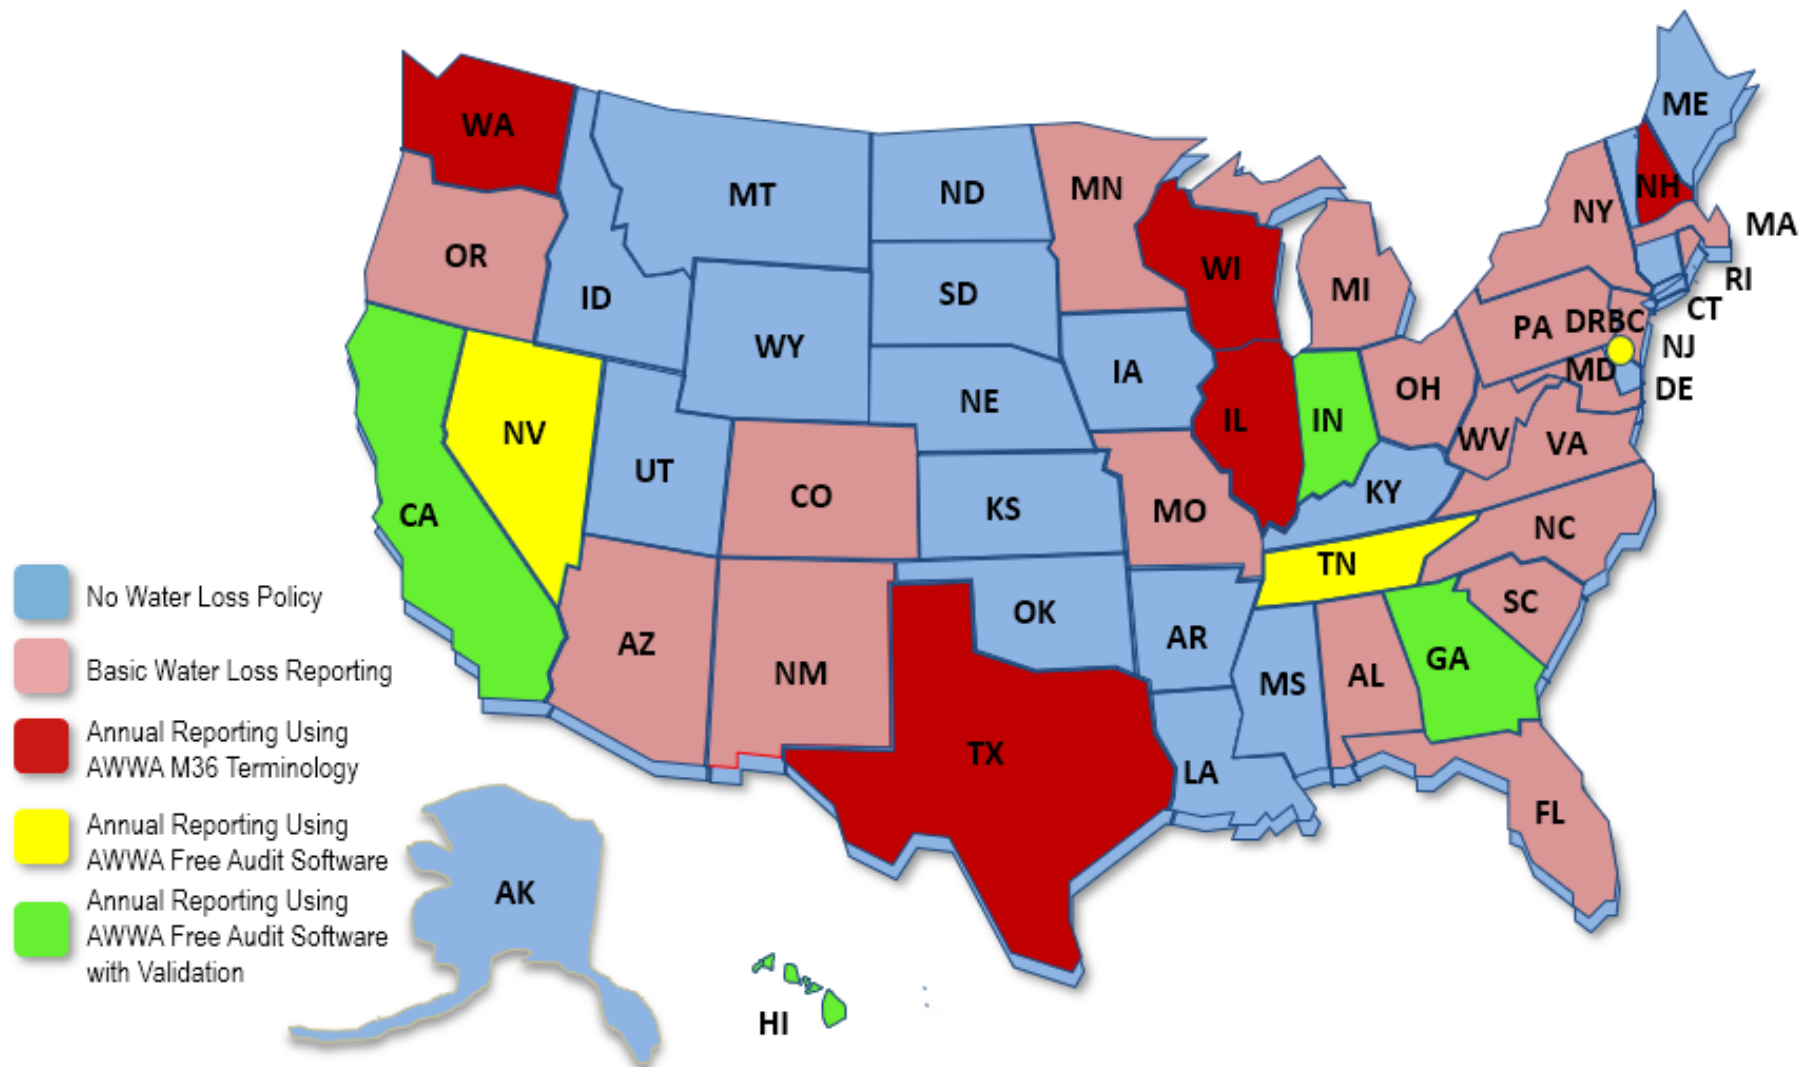 ME
WA
MT
ND
MN
NH
NY
MA
OR
WI
ID
SD
MI
RI
CT
WY
PA
DRBC
NJ
IA
MD
DE
NE
OH
NV
IL
IN
WV
VA
UT
CO
KS
MO
KY
CA
NC
TN
No Water Loss Policy
OK
AR
SC
AZ
NM
MS
AL
GA
Basic Water Loss Reporting
Annual Reporting Using
AWWA M36 Terminology
TX
LA
FL
Annual Reporting Using
AWWA Free Audit Software
AK
Annual Reporting Using
AWWA Free Audit Software
with Validation
HI